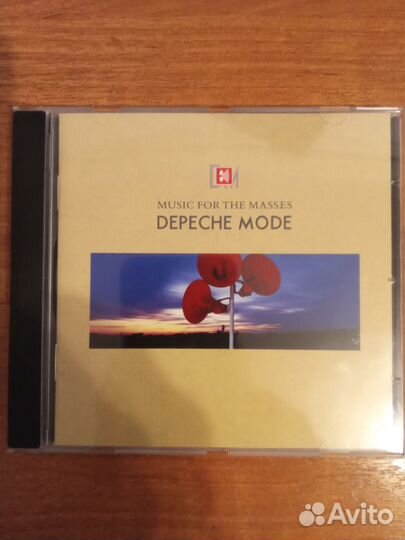 MUSIC FOR THE MASSES
DEPECHE MODE
Avito